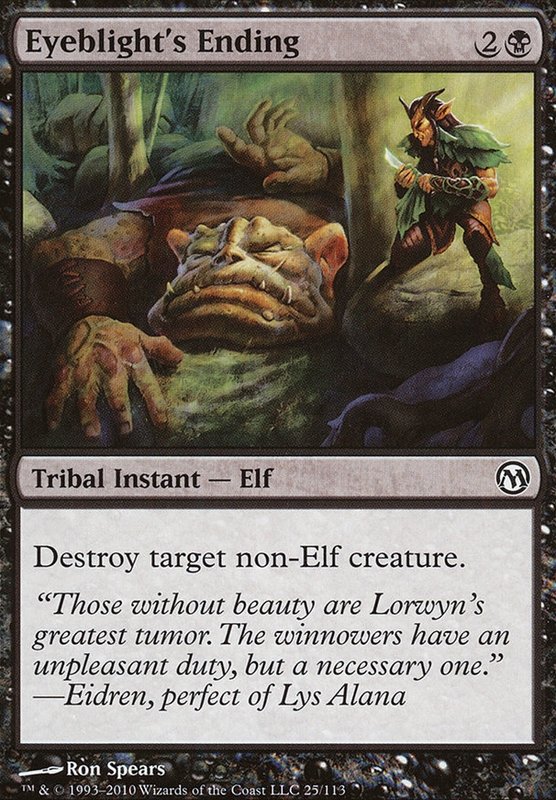 Eyeblight's Ending 2
Tribal Instant — Elf
Destroy target non-Elf creature.
“Those without beauty are Lorwyn’s
greatest tumor. The winnowers have an
unpleasant duty, but a necessary one.”
—Eidren, perfect of Lys Alana
Ron Spears
™ & © 1993–2010 Wizards of the Coast LLC 25/113